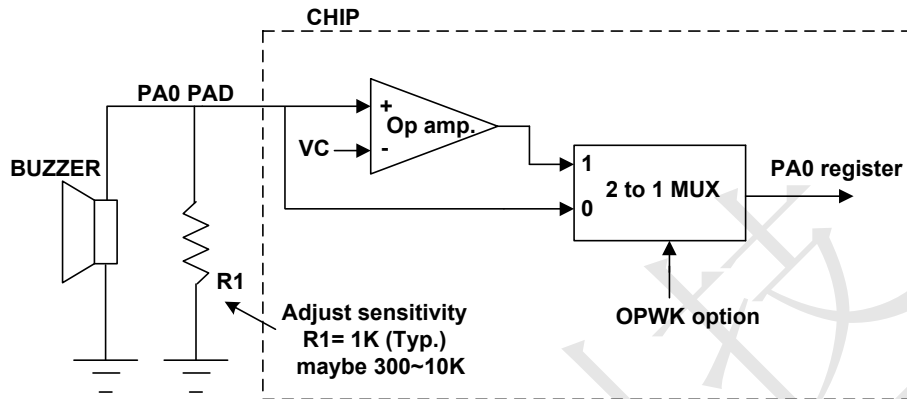 CHIP
PA0 PAD
+
Op amp.
VC
-
BUZZER
1
2 to 1 MUX
PA0 register
0
R1
Adjust sensitivity
R1= 1K (Typ.)
maybe 300~10K
OPWK option